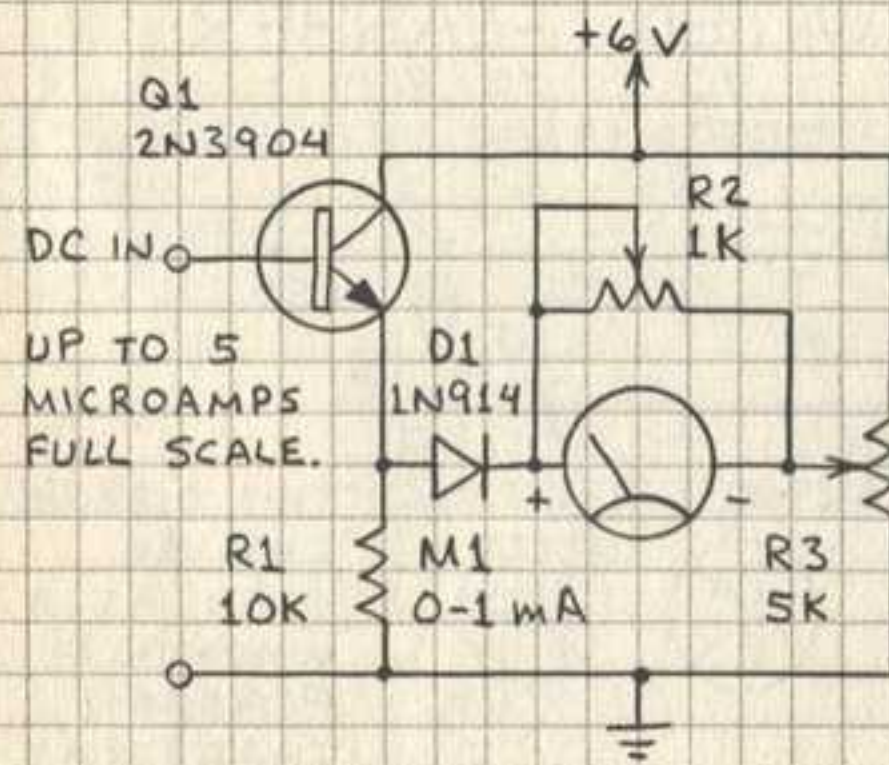 +6 V
Q1
2N3904
R2
1K
DC IN
UP TO 5
MICROAMPS
FULL SCALE.
D1
1N914
+
-
R1
10K
M1
0-1 mA
R3
5K